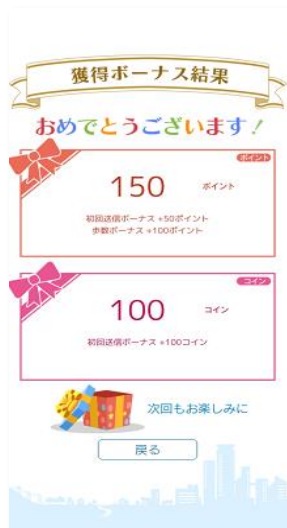 獲得ボーナス結果
おめでとうございます！
ポイント
150 ポイント
初回送信ボーナス +50ポイント
歩数ボーナス +100ポイント
コイン
100 コイン
初回送信ボーナス +100コイン
次回もお楽しみに
戻る